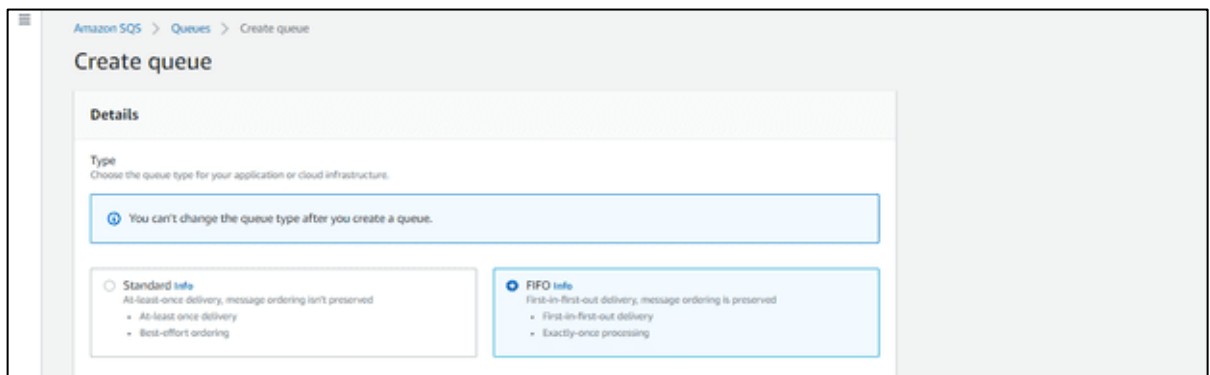 Amazon SQS > Queues > Create queue
Create queue
Details
Type
Choose the queue type for your application or cloud infrastructure.
You can't change the queue type after you create a queue.
Standard Info
At-least-once delivery, message ordering isn't preserved
• At-least once delivery
• Best-effort ordering
FIFO Info
First-in-first-out delivery, message ordering is preserved
• First-in-first-out delivery
• Exactly-once processing